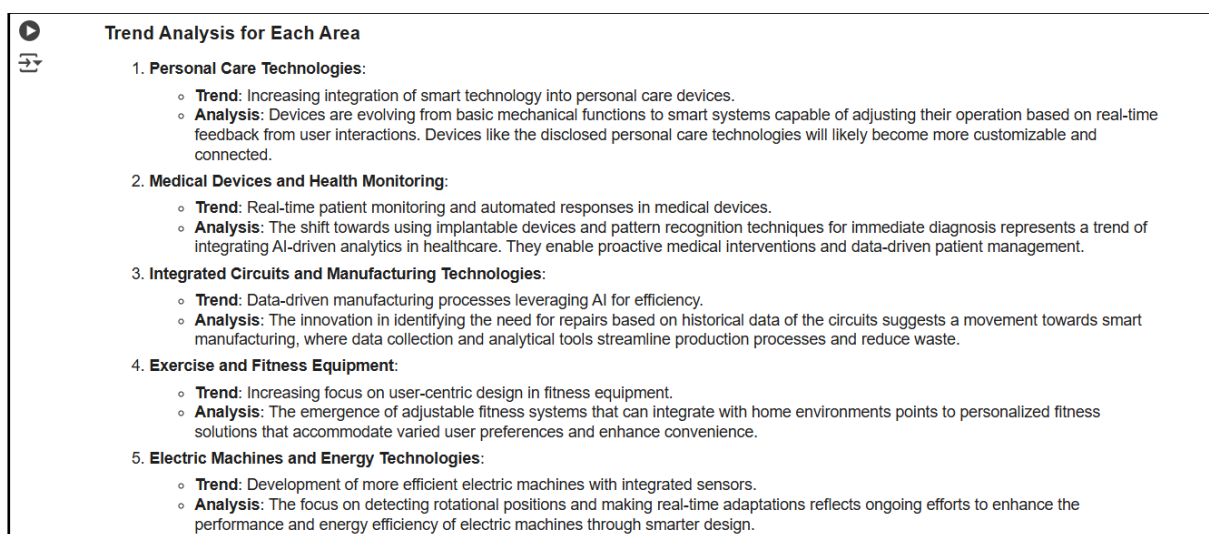 Trend Analysis for Each Area
1. Personal Care Technologies:
Trend: Increasing integration of smart technology into personal care devices.
Analysis: Devices are evolving from basic mechanical functions to smart systems capable of adjusting their operation based on real-time
feedback from user interactions. Devices like the disclosed personal care technologies will likely become more customizable and
connected.
2. Medical Devices and Health Monitoring:
Trend: Real-time patient monitoring and automated responses in medical devices.
Analysis: The shift towards using implantable devices and pattern recognition techniques for immediate diagnosis represents a trend of
integrating AI-driven analytics in healthcare. They enable proactive medical interventions and data-driven patient management.
3. Integrated Circuits and Manufacturing Technologies:
Trend: Data-driven manufacturing processes leveraging AI for efficiency.
Analysis: The innovation in identifying the need for repairs based on historical data of the circuits suggests a movement towards smart
manufacturing, where data collection and analytical tools streamline production processes and reduce waste.
4. Exercise and Fitness Equipment:
Trend: Increasing focus on user-centric design in fitness equipment.
Analysis: The emergence of adjustable fitness systems that can integrate with home environments points to personalized fitness
solutions that accommodate varied user preferences and enhance convenience.
5. Electric Machines and Energy Technologies:
Trend: Development of more efficient electric machines with integrated sensors.
Analysis: The focus on detecting rotational positions and making real-time adaptations reflects ongoing efforts to enhance the
performance and energy efficiency of electric machines through smarter design.